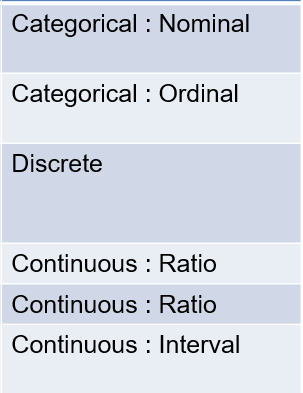 Categorical : Nominal
Categorical : Ordinal
Discrete
Continuous : Ratio
Continuous : Ratio
Continuous : Interval